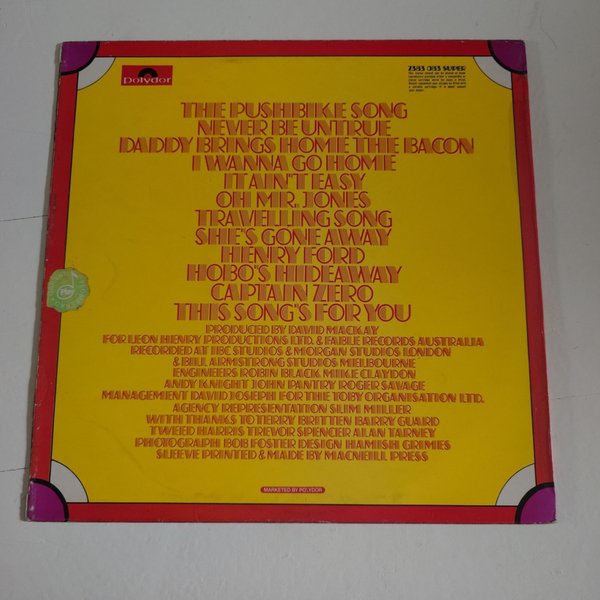 Polydor
2383 083 SUPER
THE PUSHBIKE SONG
NEVER BE UNTRUE
DADDY BRINGS HOME THE BACON
I WANNA GO HOME
IT AIN'T EASY
OH MR. JONES
TRAVELLING SONG
SHE'S GONE AWAY
HENRY FORD
HOBO'S HIDEAWAY
CAPTAIN ZERO
THIS SONG'S FOR YOU
PRODUCED BY DAVID MACKAY
FOR LEON HENRY PRODUCTIONS LTD. & FABLE RECORDS AUSTRALIA
RECORDED AT IBC STUDIOS & MORGAN STUDIOS LONDON
& BILL ARMSTRONG STUDIOS MELBOURNE
ENGINEERS ROBIN BLACK MIKE CLAYDON
ANDY KNIGHT JOHN PANTRY ROGER SAVAGE
MANAGEMENT DAVID JOSEPH FOR THE TOBY ORGANISATION LTD.
AGENCY REPRESENTATION SLIM MILLER
WITH THANKS TO TERRY BRITTEN BARRY GUARD
TWEED HARRIS TREVOR SPENCER ALAN TARNEY
PHOTOGRAPH BOB FOSTER DESIGN HAMISH GRIMES
SLEEVE PRINTED & MADE BY MACNEILL PRESS
MARKETED BY POLYDOR